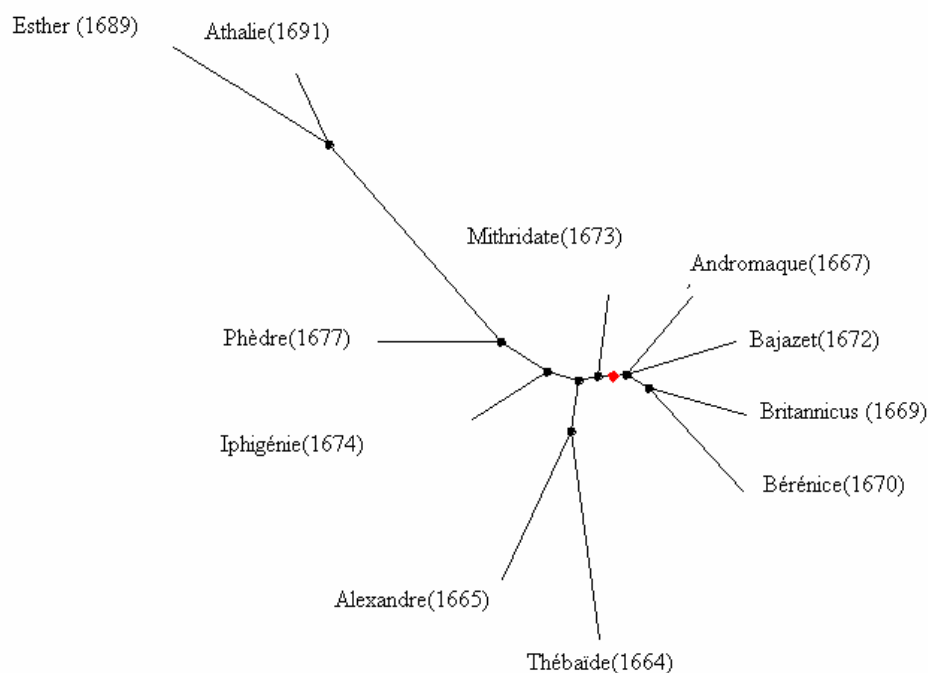 Esther (1689)
Athalie(1691)
Mithridate(1673)
Andromaque(1667)
Phèdre(1677)
Bajazet(1672)
Britannicus (1669)
Iphigénie(1674)
Bérénice(1670)
Alexandre(1665)
Thébaïde(1664)